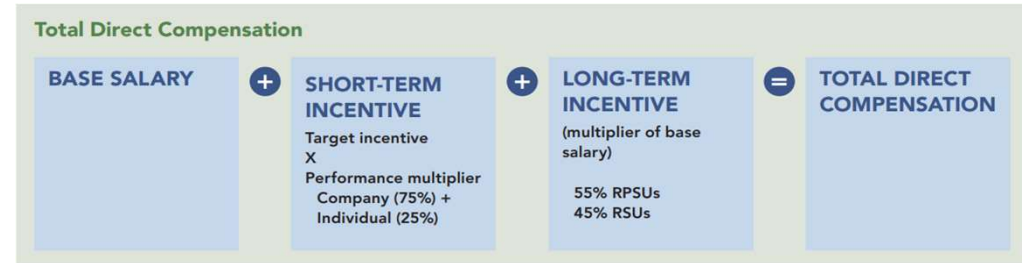 Total Direct Compensation
BASE SALARY
+
SHORT-TERM
INCENTIVE
Target incentive
X
Performance multiplier
Company (75%) +
Individual (25%)
+
LONG-TERM
INCENTIVE
(multiplier of base
salary)
55% RPSUs
45% RSUs
=
TOTAL DIRECT
COMPENSATION